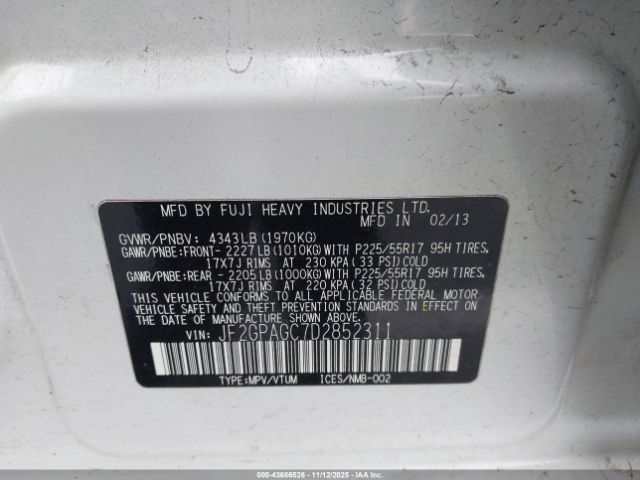 MFD BY FUJI HEAVY INDUSTRIES LTD.
MFD IN 02/13
GVWR/PNBV: 4343LB(1970KG)
GAWR/PNBE:FRONT-2227LB(1010KG)WITH P225/55R17 95H TIRES,
17X7J RIMS AT 230 KPA(33 PSI)COLD
GAWR/PNBE:REAR -2205LB(1000KG)WITH P225/55R17 95H TIRES,
17X7J RIMS AT 220 KPA(32 PSI)COLD
THIS VEHICLE CONFORMS TO ALL APPLICABLE FEDERAL MOTOR
VEHICLE SAFETY AND THEFT PREVENTION STANDARDS
IN EFFECT ON THE DATE OF MANUFACTURE SHOWN ABOVE.
VIN: JF2GPAGC7D2852311
TYPE:MPV/VTUM ICES/NMB-002
000-43686526 - 11/12/2025 - IAAI.COM